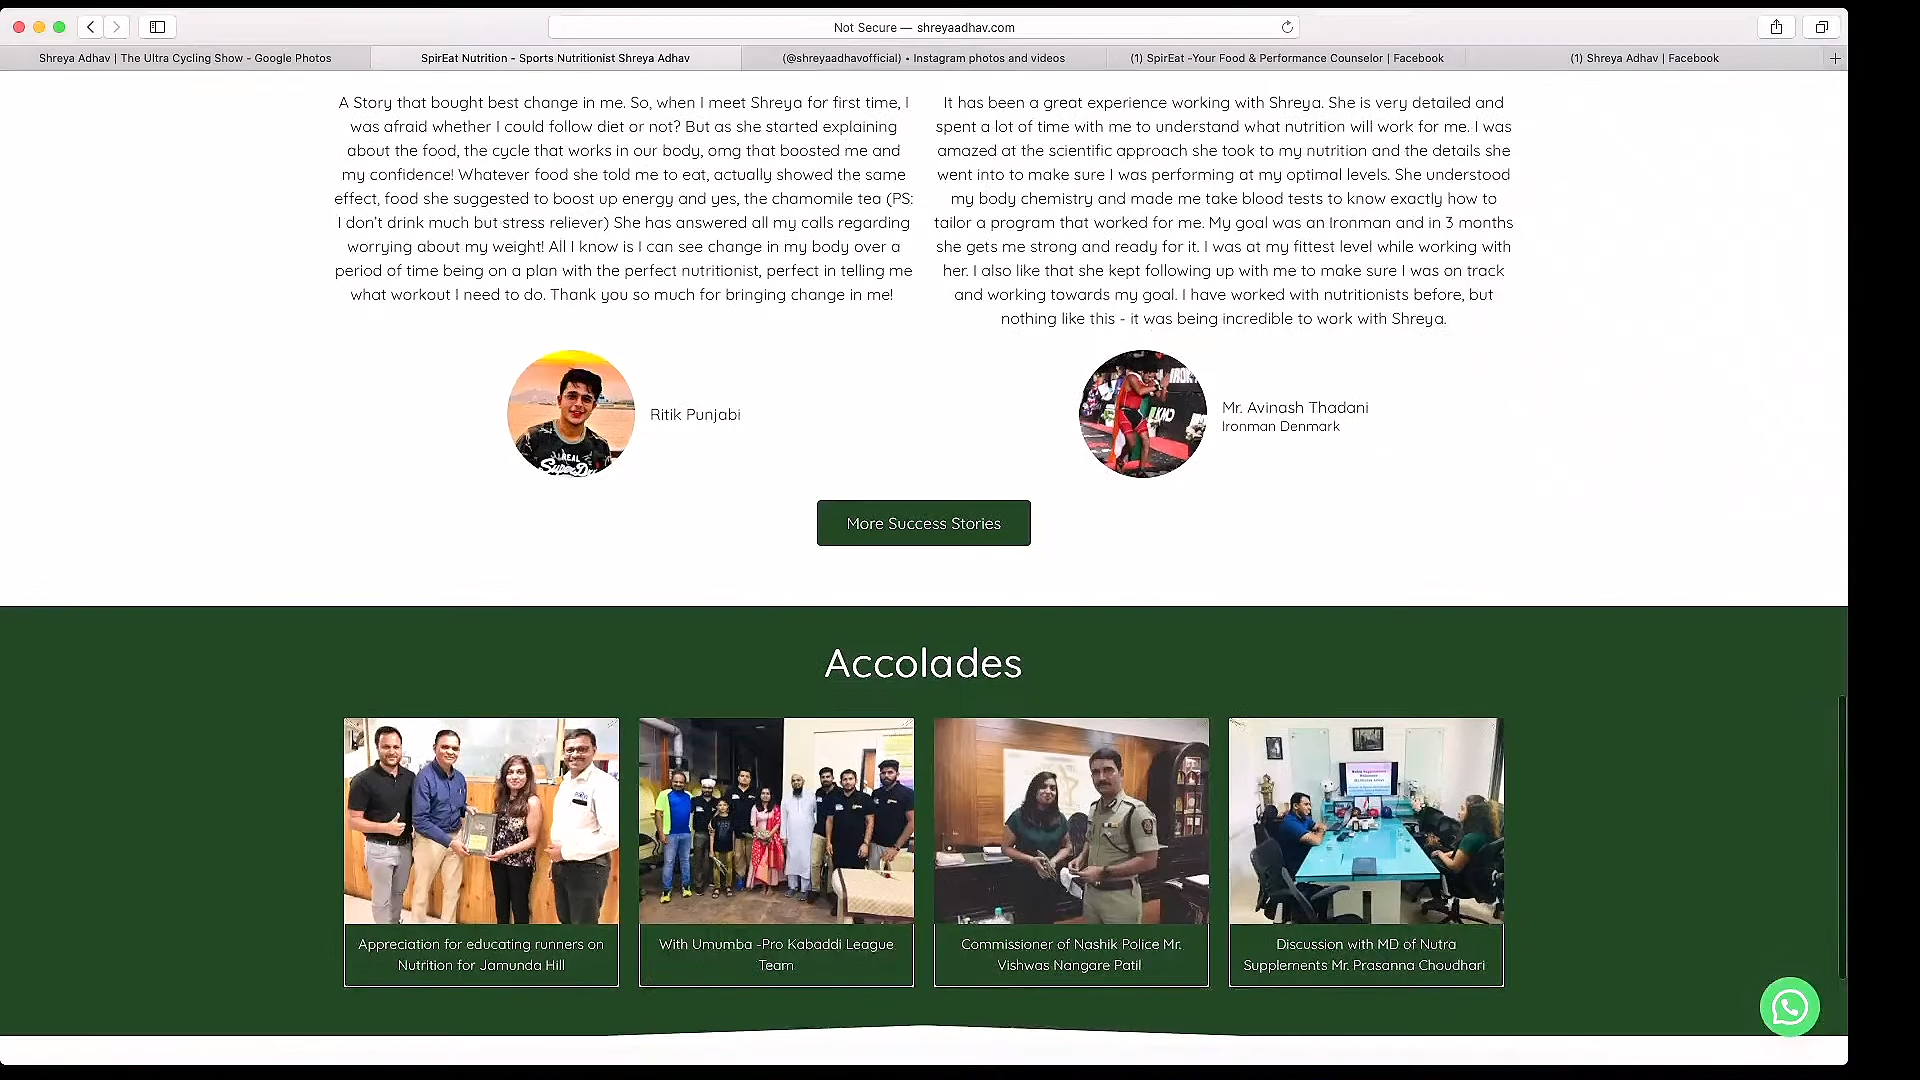 Not Secure — shreyaadhav.com
Shreya Adhav | The Ultra Cycling Show - Google Photos
SpirEat Nutrition - Sports Nutritionist Shreya Adhav
(@shreyaadhavofficial) • Instagram photos and videos
(1) SpirEat -Your Food & Performance Counselor | Facebook
(1) Shreya Adhav | Facebook
A Story that bought best change in me. So, when I meet Shreya for first time, I
was afraid whether I could follow diet or not? But as she started explaining
about the food, the cycle that works in our body, omg that boosted me and
my confidence! Whatever food she told me to eat, actually showed the same
effect, food she suggested to boost up energy and yes, the chamomile tea (PS:
I don't drink much but stress reliever) She has answered all my calls regarding
worrying about my weight! All I know is I can see change in my body over a
period of time being on a plan with the perfect nutritionist, perfect in telling me
what workout I need to do. Thank you so much for bringing change in me!
It has been a great experience working with Shreya. She is very detailed and
spent a lot of time with me to understand what nutrition will work for me. I was
amazed at the scientific approach she took to my nutrition and the details she
went into to make sure I was performing at my optimal levels. She understood
my body chemistry and made me take blood tests to know exactly how to
tailor a program that worked for me. My goal was an Ironman and in 3 months
she gets me strong and ready for it. I was at my fittest level while working with
her. I also like that she kept following up with me to make sure I was on track
and working towards my goal. I have worked with nutritionists before, but
nothing like this - it was being incredible to work with Shreya.
REAL
Ritik Punjabi
Mr. Avinash Thadani
Ironman Denmark
More Success Stories
Accolades
Appreciation for educating runners on
Nutrition for Jamunda Hill
With Umumba -Pro Kabaddi League
Team
Commissioner of Nashik Police Mr.
Vishwas Nangare Patil
Discussion with MD of Nutra
Supplements Mr. Prasanna Choudhari